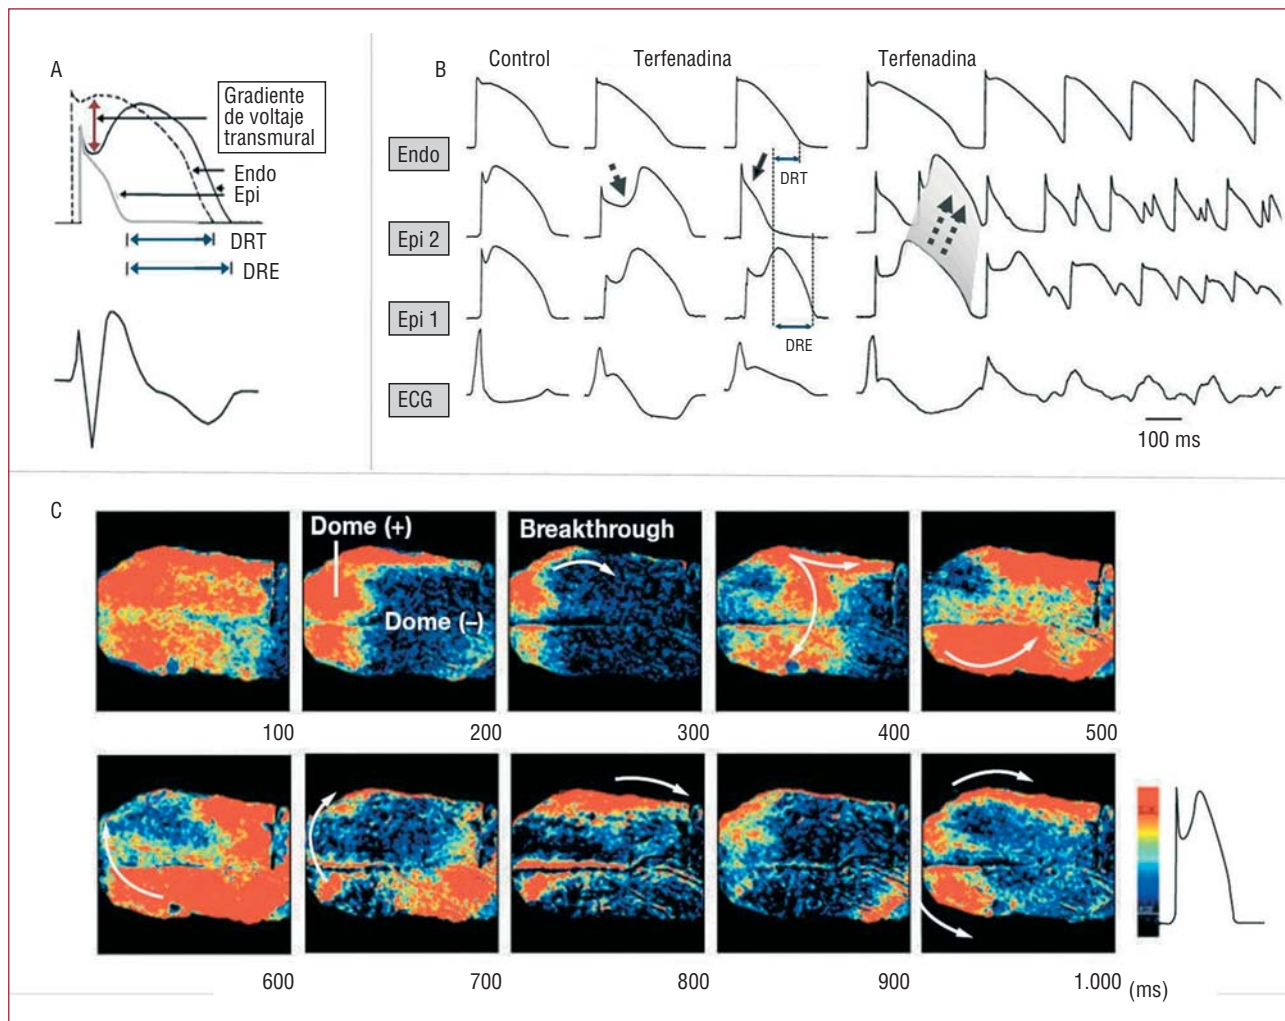 A
Gradiente
de voltaje
transmural
Endo
Epi
DRT
DRE
B
Control
Terfenadina
Terfenadina
Endo
DRT
Epi 2
Epi 1
DRE
ECG
100 ms
C
Dome (+)
Dome (–)
Breakthrough
100
200
300
400
500
600
700
800
900
1.000
(ms)